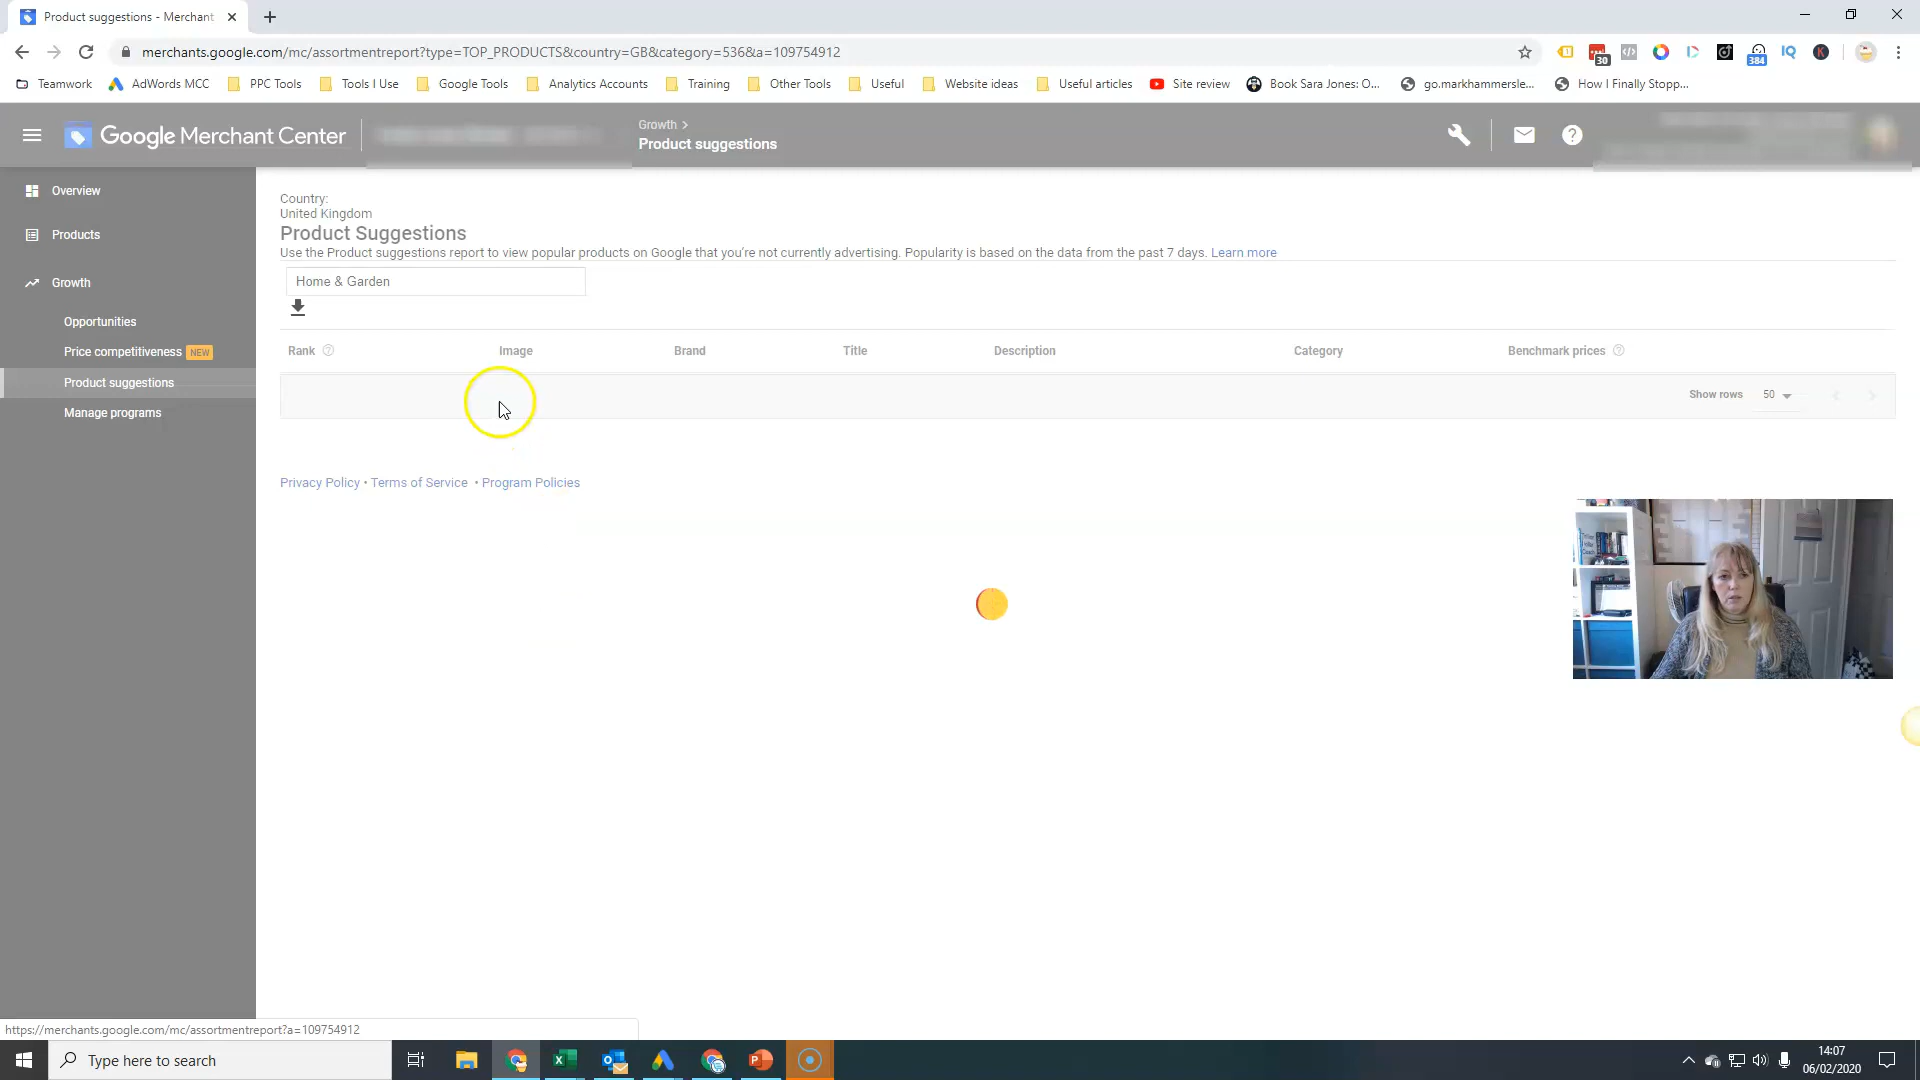 Product suggestions - Merchant
merchants.google.com/mc/assortmentreport?type=TOP_PRODUCTS&country=GB&category=536&a=109754912
30
384
Teamwork
AdWords MCC
PPC Tools
Tools I Use
Google Tools
Analytics Accounts
Training
Other Tools
Useful
Website ideas
Useful articles
Site review
Book Sara Jones: O...
go.markhammersle...
How I Finally Stopp...
Google Merchant Center
Growth >
Product suggestions
Overview
Products
Growth
Opportunities
Price competitiveness NEW
Product suggestions
Manage programs
Country:
United Kingdom
Product Suggestions
Use the Product suggestions report to view popular products on Google that you're not currently advertising. Popularity is based on the data from the past 7 days. Learn more
Home & Garden
Rank
Image
Brand
Title
Description
Category
Benchmark prices
Show rows 50
Privacy Policy • Terms of Service • Program Policies
https://merchants.google.com/mc/assortmentreport?a=109754912
Type here to search
14:07
06/02/2020